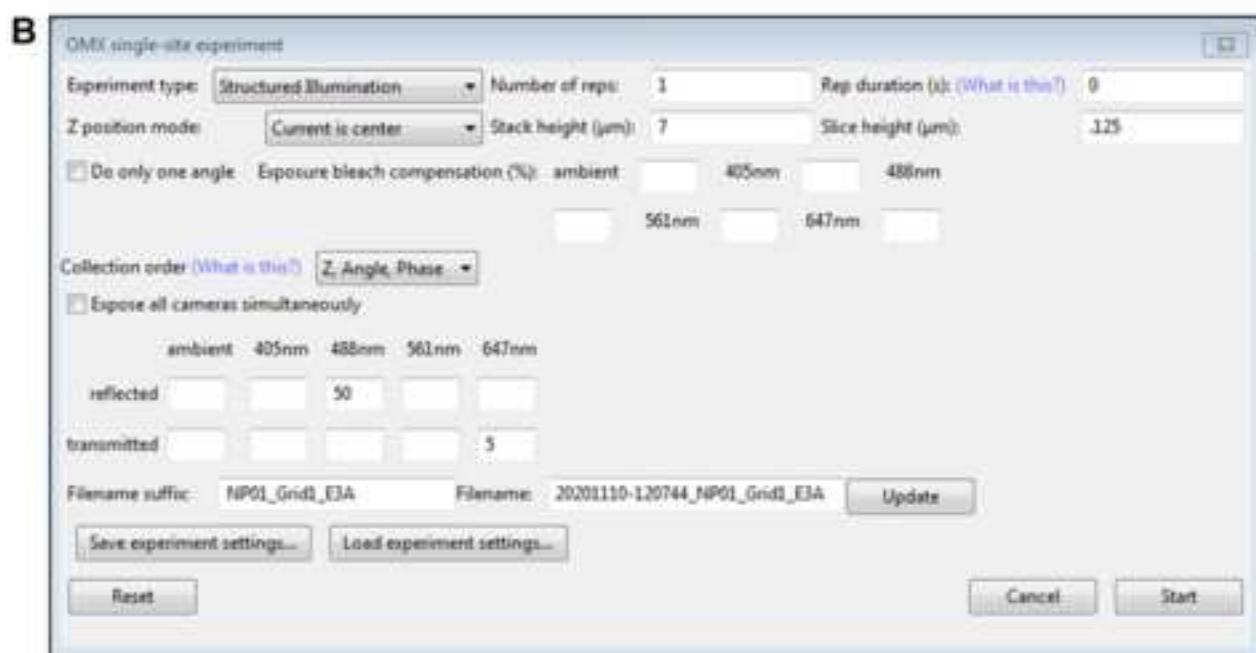 B
OMX single-site experiment
Experiment type: Structured Illumination Number of reps: 1 Rep duration (s): (What is this?) 0
Z position mode: Current is center Stack height (µm): 7 Slice height (µm): .125
Do only one angle Exposure bleach compensation (%): ambient 405nm 488nm
561nm 647nm
Collection order (What is this?) Z, Angle, Phase
Expose all cameras simultaneously
ambient 405nm 488nm 561nm 647nm
reflected 50
transmitted 5
Filename suffix: NP01_Grid1_E3A Filename: 20201110-120744_NP01_Grid1_E3A Update
Save experiment settings... Load experiment settings...
Reset Cancel Start